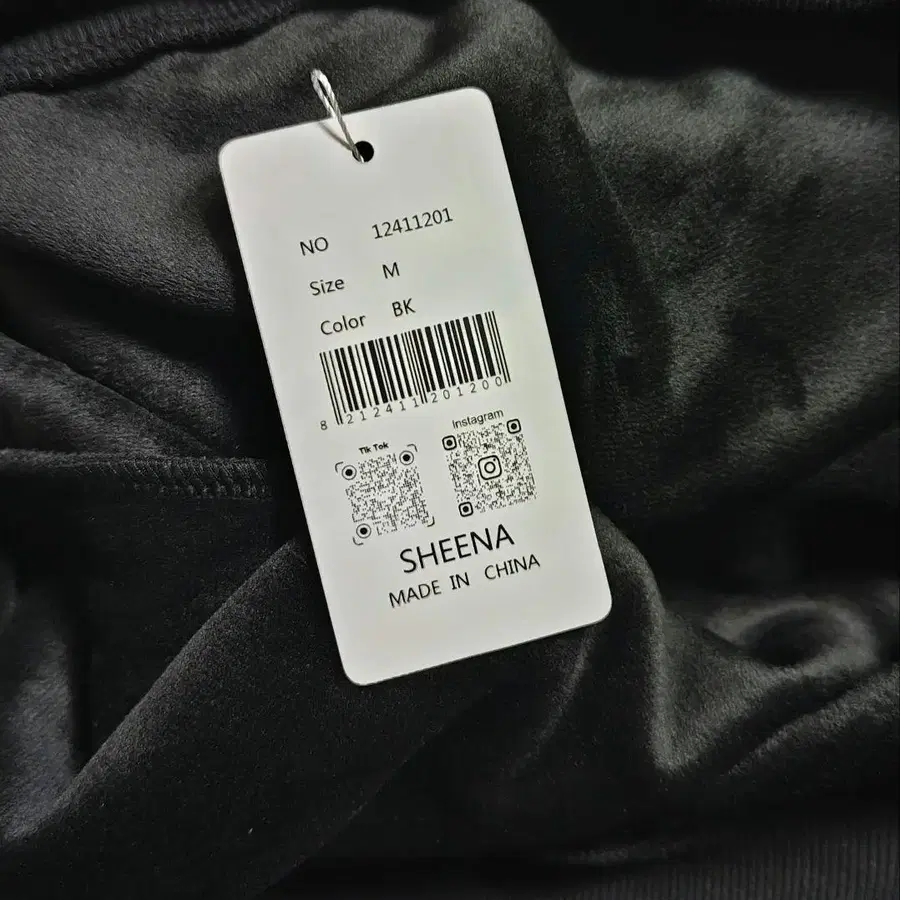 NO 12411201
Size M
Color BK
8 212411 201200
Tik Tok
Instagram
SHEENA
MADE IN CHINA